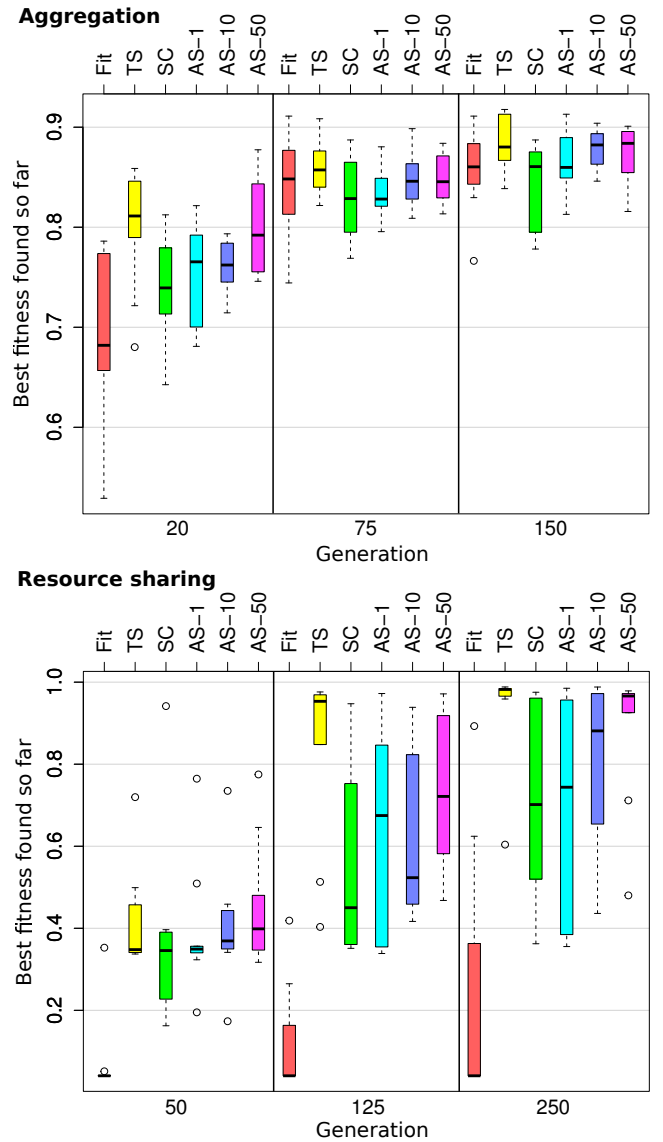 Aggregation
Fit TS SC AS−1 AS−10 AS−50 Fit TS SC AS−1 AS−10 AS−50 Fit TS SC AS−1 AS−10 AS−50
Best fitness found so far
0.9
0.8
0.7
0.6
20 75 150
Generation
Resource sharing
Fit TS SC AS−1 AS−10 AS−50 Fit TS SC AS−1 AS−10 AS−50 Fit TS SC AS−1 AS−10 AS−50
Best fitness found so far
1.0
0.8
0.6
0.4
0.2
50 125 250
Generation